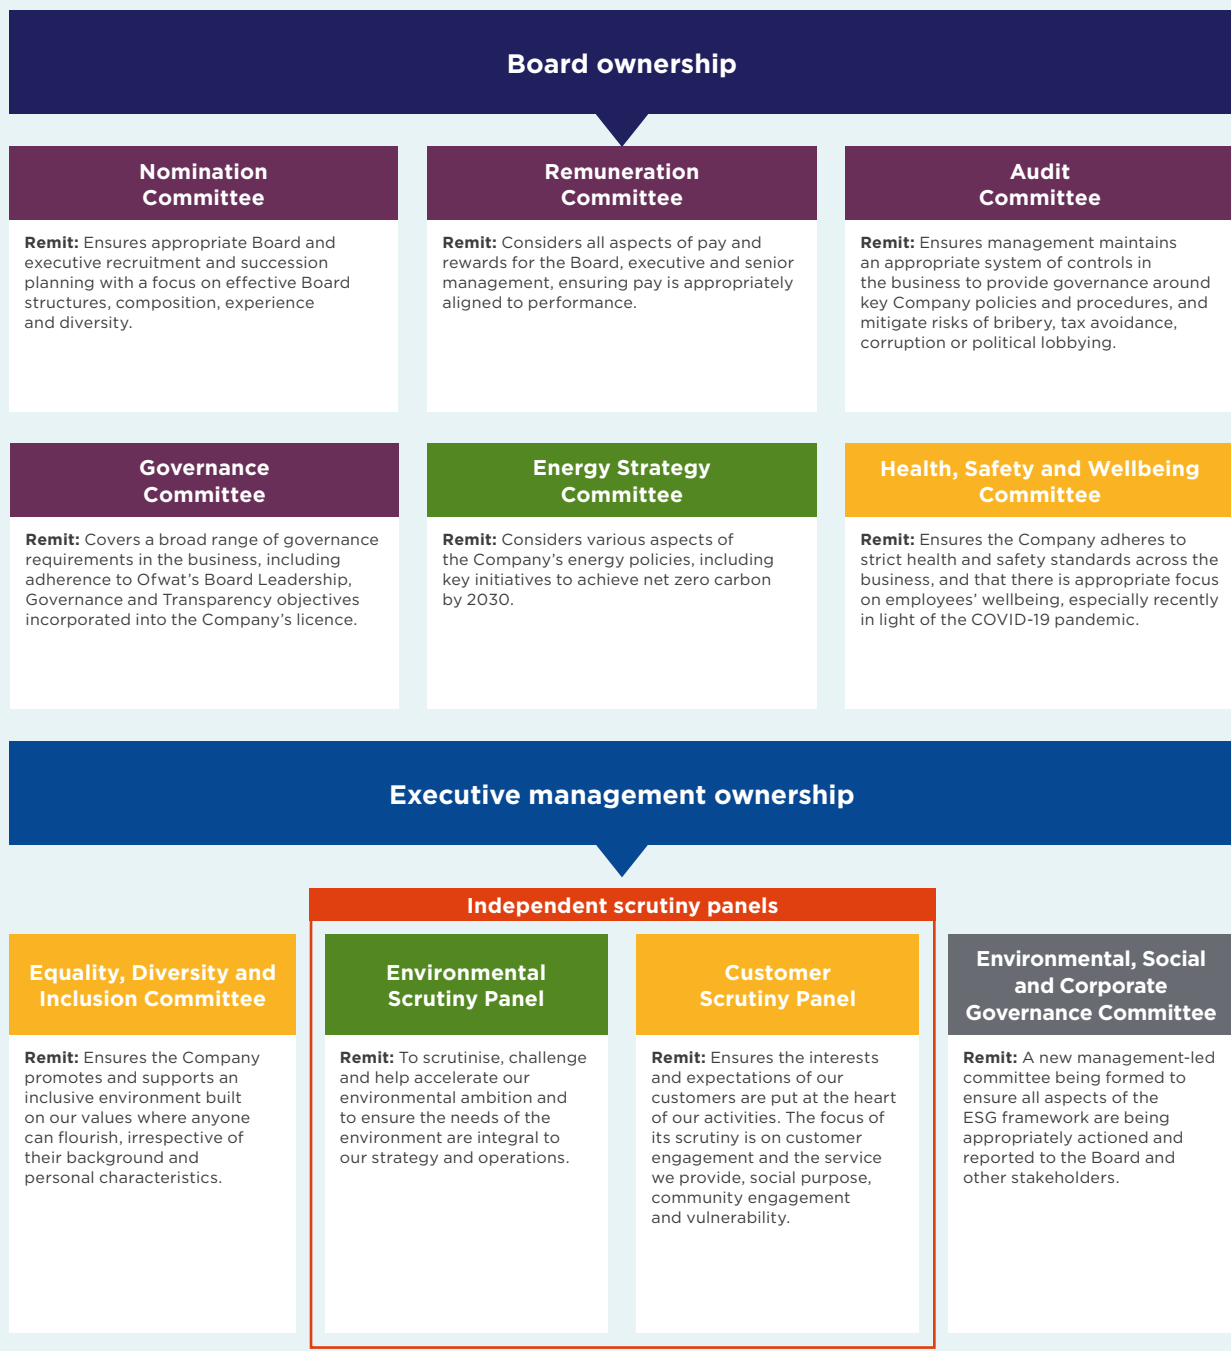 Board ownership
Nomination
Committee
Remit: Ensures appropriate Board and
executive recruitment and succession
planning with a focus on effective Board
structures, composition, experience
and diversity.
Remuneration
Committee
Remit: Considers all aspects of pay and
rewards for the Board, executive and senior
management, ensuring pay is appropriately
aligned to performance.
Audit
Committee
Remit: Ensures management maintains
an appropriate system of controls in
the business to provide governance around
key Company policies and procedures, and
mitigate risks of bribery, tax avoidance,
corruption or political lobbying.
Governance
Committee
Remit: Covers a broad range of governance
requirements in the business, including
adherence to Ofwat’s Board Leadership,
Governance and Transparency objectives
incorporated into the Company’s licence.
Energy Strategy
Committee
Remit: Considers various aspects of
the Company’s energy policies, including
key initiatives to achieve net zero carbon
by 2030.
Health, Safety and Wellbeing
Committee
Remit: Ensures the Company adheres to
strict health and safety standards across the
business, and that there is appropriate focus
on employees’ wellbeing, especially recently
in light of the COVID-19 pandemic.
Executive management ownership
Independent scrutiny panels
Equality, Diversity and
Inclusion Committee
Remit: Ensures the Company
promotes and supports an
inclusive environment built
on our values where anyone
can flourish, irrespective of
their background and
personal characteristics.
Environmental
Scrutiny Panel
Remit: To scrutinise, challenge
and help accelerate our
environmental ambition and
to ensure the needs of the
environment are integral to
our strategy and operations.
Customer
Scrutiny Panel
Remit: Ensures the interests
and expectations of our
customers are put at the heart
of our activities. The focus of
its scrutiny is on customer
engagement and the service
we provide, social purpose,
community engagement
and vulnerability.
Environmental, Social
and Corporate
Governance Committee
Remit: A new management-led
committee being formed to
ensure all aspects of the
ESG framework are being
appropriately actioned and
reported to the Board and
other stakeholders.